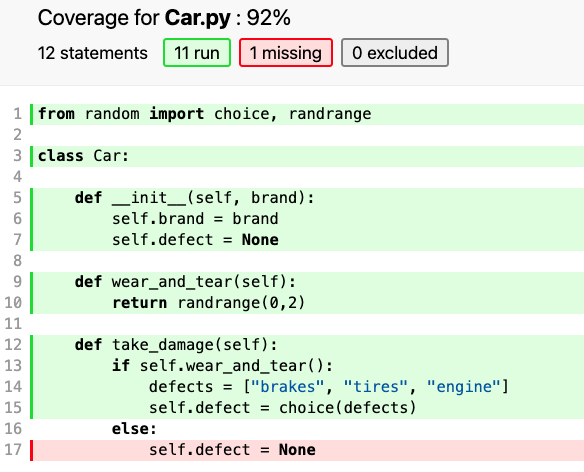 Coverage for Car.py : 92%
12 statements 11 run 1 missing 0 excluded
1 from random import choice, randrange
2
3 class Car:
4
5     def __init__(self, brand):
6         self.brand = brand
7         self.defect = None
8
9     def wear_and_tear(self):
10         return randrange(0,2)
11
12     def take_damage(self):
13         if self.wear_and_tear():
14             defects = ["brakes", "tires", "engine"]
15             self.defect = choice(defects)
16         else:
17             self.defect = None